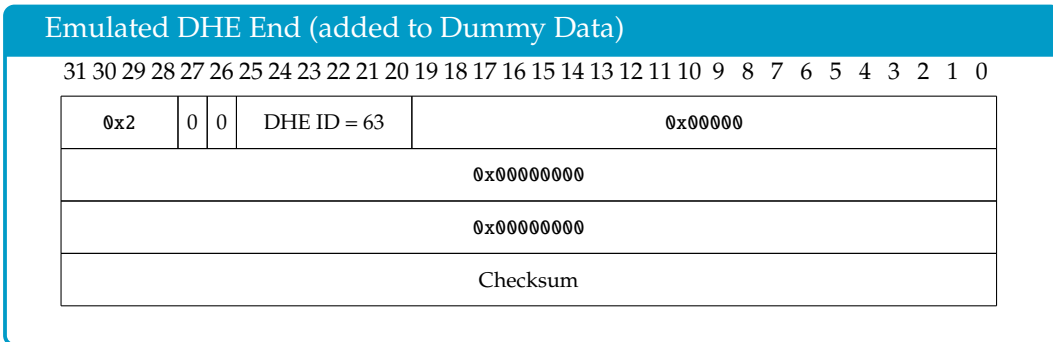 Emulated DHE End (added to Dummy Data)
31 30 29 28 27 26 25 24 23 22 21 20 19 18 17 16 15 14 13 12 11 10 9 8 7 6 5 4 3 2 1 0
0x2 0 0 DHE ID = 63 0x00000
0x00000000
0x00000000
Checksum